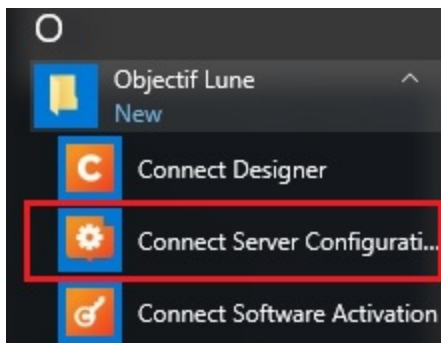 O
Objectif Lune
New
Connect Designer
Connect Server Configurati...
Connect Software Activation